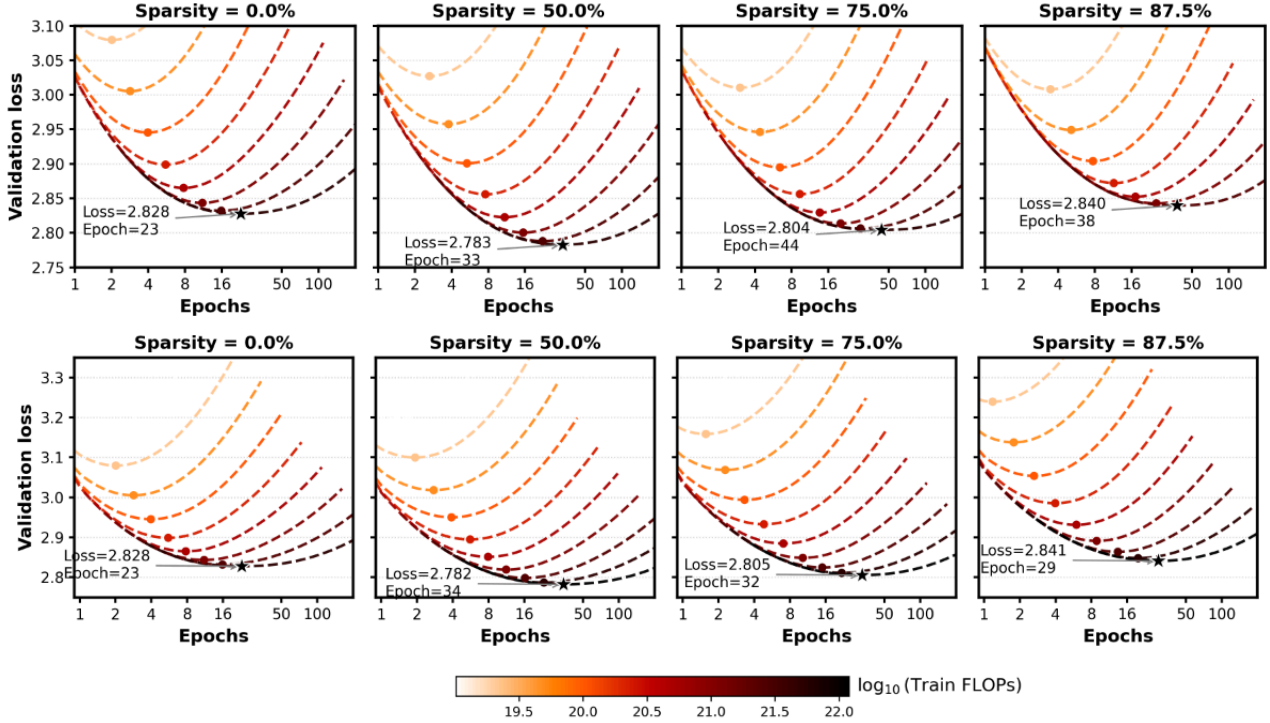 Sparsity = 0.0%
Sparsity = 50.0%
Sparsity = 75.0%
Sparsity = 87.5%
Validation loss
3.10
3.05
3.00
2.95
2.90
2.85
2.80
2.75
Loss=2.828
Epoch=23
Loss=2.783
Epoch=33
Loss=2.804
Epoch=44
Loss=2.840
Epoch=38
1 2 4 8 16 50 100
1 2 4 8 16 50 100
1 2 4 8 16 50 100
1 2 4 8 16 50 100
Epochs
Epochs
Epochs
Epochs
Sparsity = 0.0%
Sparsity = 50.0%
Sparsity = 75.0%
Sparsity = 87.5%
Validation loss
3.3
3.2
3.1
3.0
2.9
2.8
Loss=2.828
Epoch=23
Loss=2.782
Epoch=34
Loss=2.805
Epoch=32
Loss=2.841
Epoch=29
1 2 4 8 16 50 100
1 2 4 8 16 50 100
1 2 4 8 16 50 100
1 2 4 8 16 50 100
Epochs
Epochs
Epochs
Epochs
log₁₀(Train FLOPs)
19.5 20.0 20.5 21.0 21.5 22.0